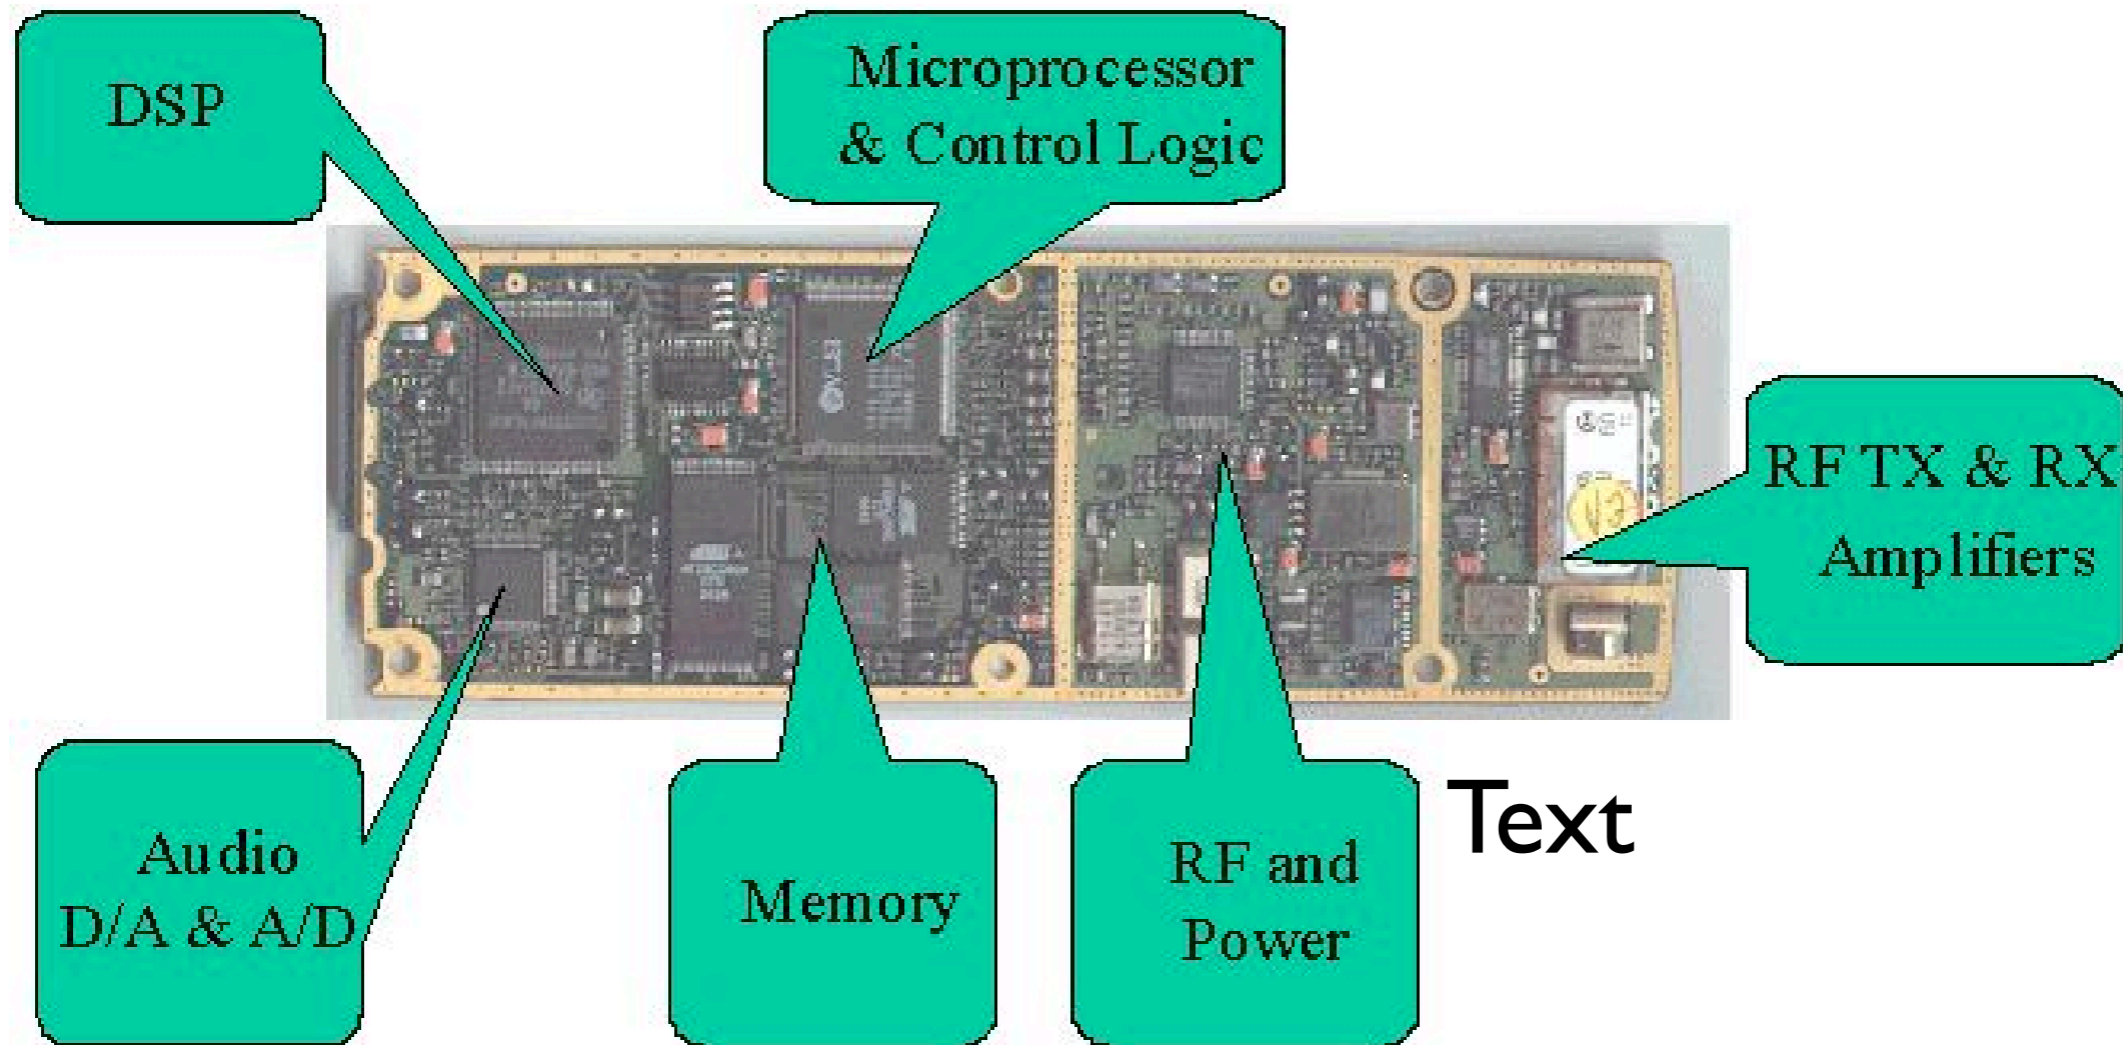 DSP
Microprocessor
& Control Logic
RF TX & RX
Amplifiers
Audio
D/A & A/D
Memory
RF and
Power
Text